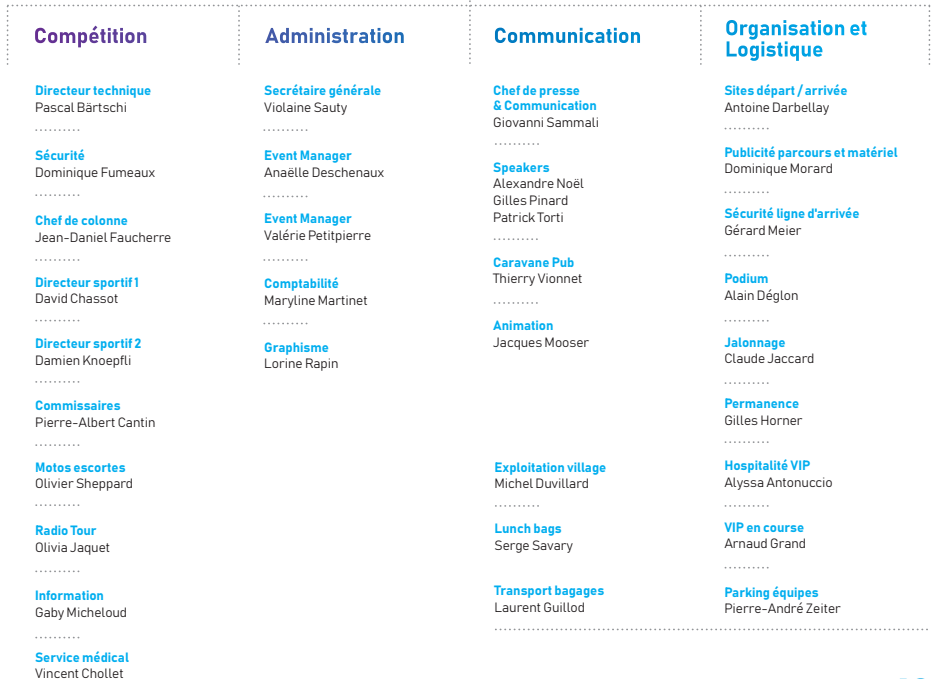 Compétition
Directeur technique
Pascal Bärtschi
..........
Sécurité
Dominique Fumeaux
..........
Chef de colonne
Jean-Daniel Faucherre
..........
Directeur sportif 1
David Chassot
..........
Directeur sportif 2
Damien Knoepfli
..........
Commissaires
Pierre-Albert Cantin
..........
Motos escortes
Olivier Sheppard
..........
Radio Tour
Olivia Jaquet
..........
Information
Gaby Micheloud
..........
Service médical
Vincent Chollet
Administration
Secrétaire générale
Violaine Sauty
..........
Event Manager
Anaëlle Deschenaux
..........
Event Manager
Valérie Petitpierre
..........
Comptabilité
Maryline Martinet
..........
Graphisme
Lorine Rapin
Communication
Chef de presse
& Communication
Giovanni Sammali
..........
Speakers
Alexandre Noël
Gilles Pinard
Patrick Torti
..........
Caravane Pub
Thierry Vionnet
..........
Animation
Jacques Mooser
Exploitation village
Michel Duvillard
..........
Lunch bags
Serge Savary
Transport bagages
Laurent Guillod
Organisation et
Logistique
Sites départ / arrivée
Antoine Darbellay
..........
Publicité parcours et matériel
Dominique Morard
..........
Sécurité ligne d'arrivée
Gérard Meier
..........
Podium
Alain Déglon
..........
Jalonnage
Claude Jaccard
..........
Permanence
Gilles Horner
..........
Hospitalité VIP
Alyssa Antonuccio
..........
VIP en course
Arnaud Grand
..........
Parking équipes
Pierre-André Zeiter